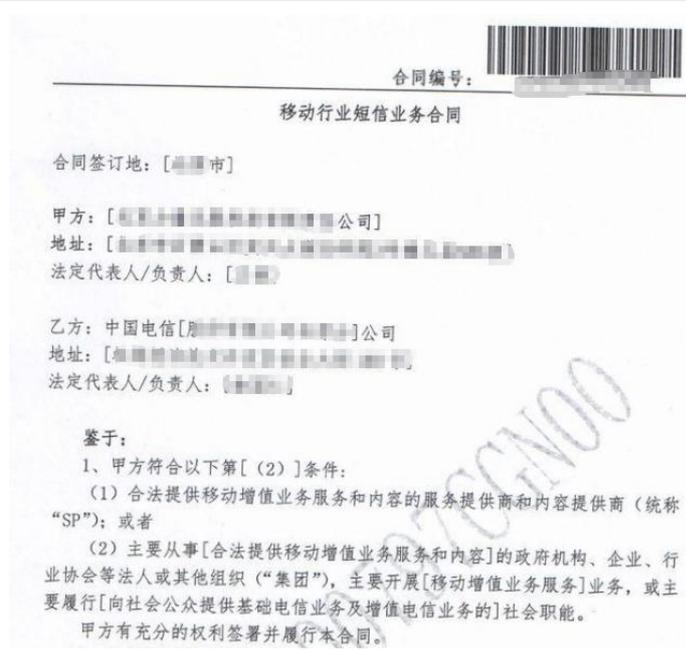 合同编号:
移动行业短信业务合同
合同签订地: [市]
甲方: [公司]
地址: [
法定代表人/负责人: [
乙方: 中国电信[]公司
地址: [
法定代表人/负责人: [
鉴于:
1、甲方符合以下第[(2)]条件:
(1)合法提供移动增值业务服务和内容的服务提供商和内容提供商(统称
“SP”); 或者
(2)主要从事[合法提供移动增值业务服务和内容]的政府机构、企业、行
业协会等法人或其他组织(“集团”), 主要开展[移动增值业务服务]业务, 或主
要履行[向社会公众提供基础电信业务及增值电信业务的]社会职能。
甲方有充分的权利签署并履行本合同。
00797CGN00